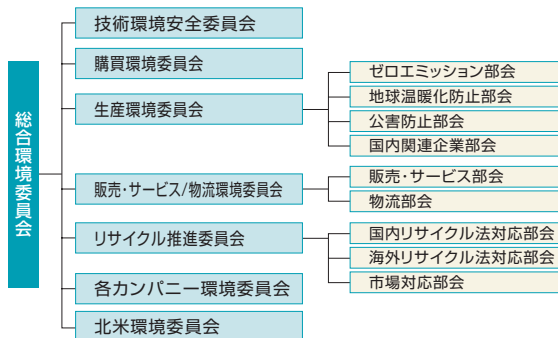 総合環境委員会
技術環境安全委員会
購買環境委員会
生産環境委員会
ゼロエミッション部会
地球温暖化防止部会
公害防止部会
国内関連企業部会
販売・サービス/物流環境委員会
販売・サービス部会
物流部会
リサイクル推進委員会
国内リサイクル法対応部会
海外リサイクル法対応部会
市場対応部会
各カンパニー環境委員会
北米環境委員会